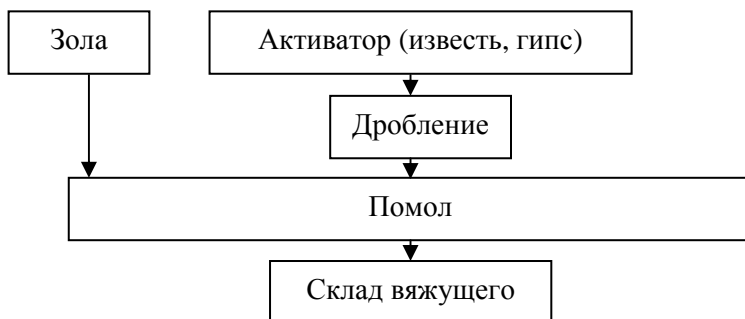 Зола
Активатор (известь, гипс)
Дробление
Помол
Склад вяжущего